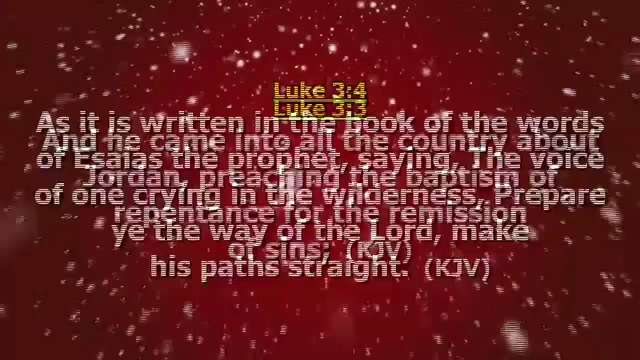 Luke 3:4
Luke 3:3
As it is written in the book of the words
And he came into all the country about
of Esaias the prophet, saying, The voice
Jordan, preaching the baptism of
of one crying in the wilderness, Prepare
repentance for the remission
ye the way of the Lord, make
of sins; (KJV)
his paths straight. (KJV)